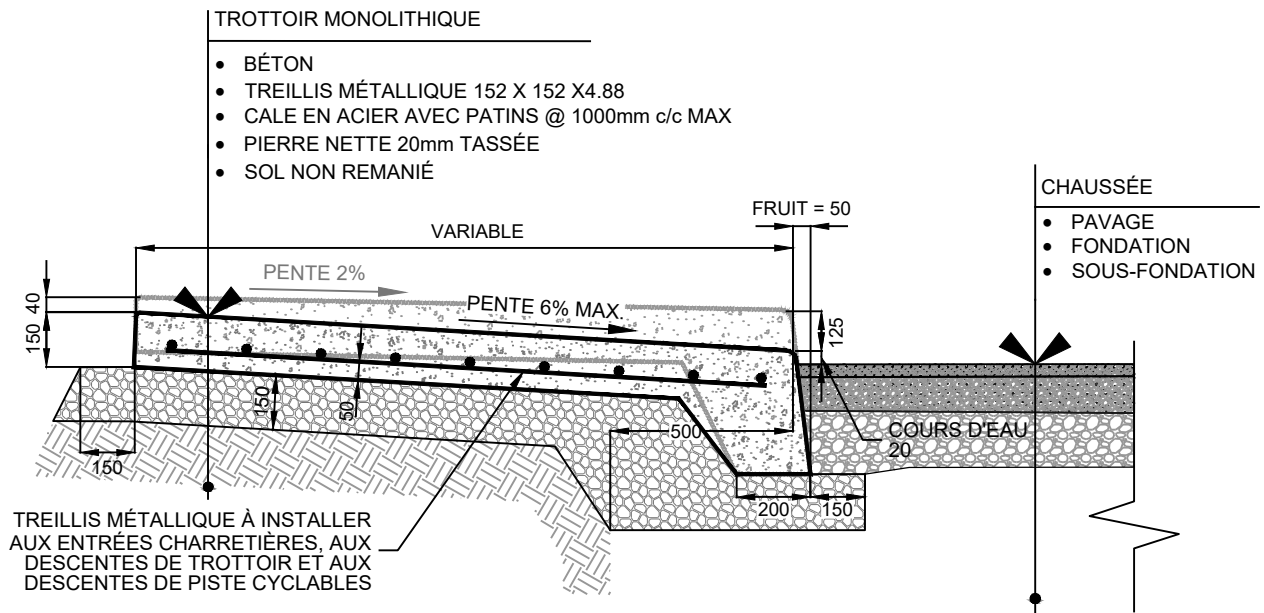 TROTTOIR MONOLITHIQUE
• BÉTON
• TREILLIS MÉTALLIQUE 152 X 152 X4.88
• CALE EN ACIER AVEC PATINS @ 1000mm c/c MAX
• PIERRE NETTE 20mm TASSÉE
• SOL NON REMANIÉ
CHAUSSÉE
• PAVAGE
• FONDATION
• SOUS-FONDATION
FRUIT = 50
VARIABLE
PENTE 2%
PENTE 6% MAX.
40
150
125
150
50
500
COURS D'EAU
20
150
200
150
TREILLIS MÉTALLIQUE À INSTALLER
AUX ENTRÉES CHARRETIÈRES, AUX
DESCENTES DE TROTTOIR ET AUX
DESCENTES DE PISTE CYCLABLES